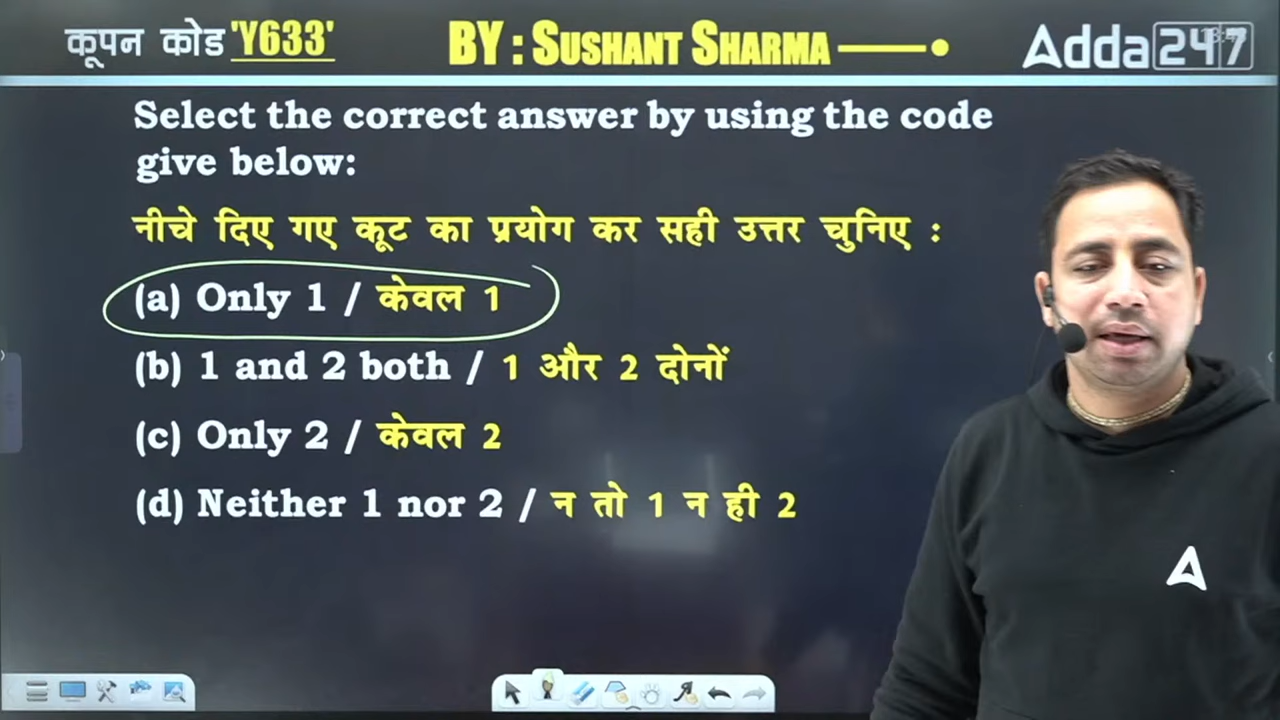 कूपन कोड 'Y633'
BY : SUSHANT SHARMA
Adda247
Select the correct answer by using the code
give below:
नीचे दिए गए कूट का प्रयोग कर सही उत्तर चुनिए :
(a) Only 1 / केवल 1
(b) 1 and 2 both / 1 और 2 दोनों
(c) Only 2 / केवल 2
(d) Neither 1 nor 2 / न तो 1 न ही 2